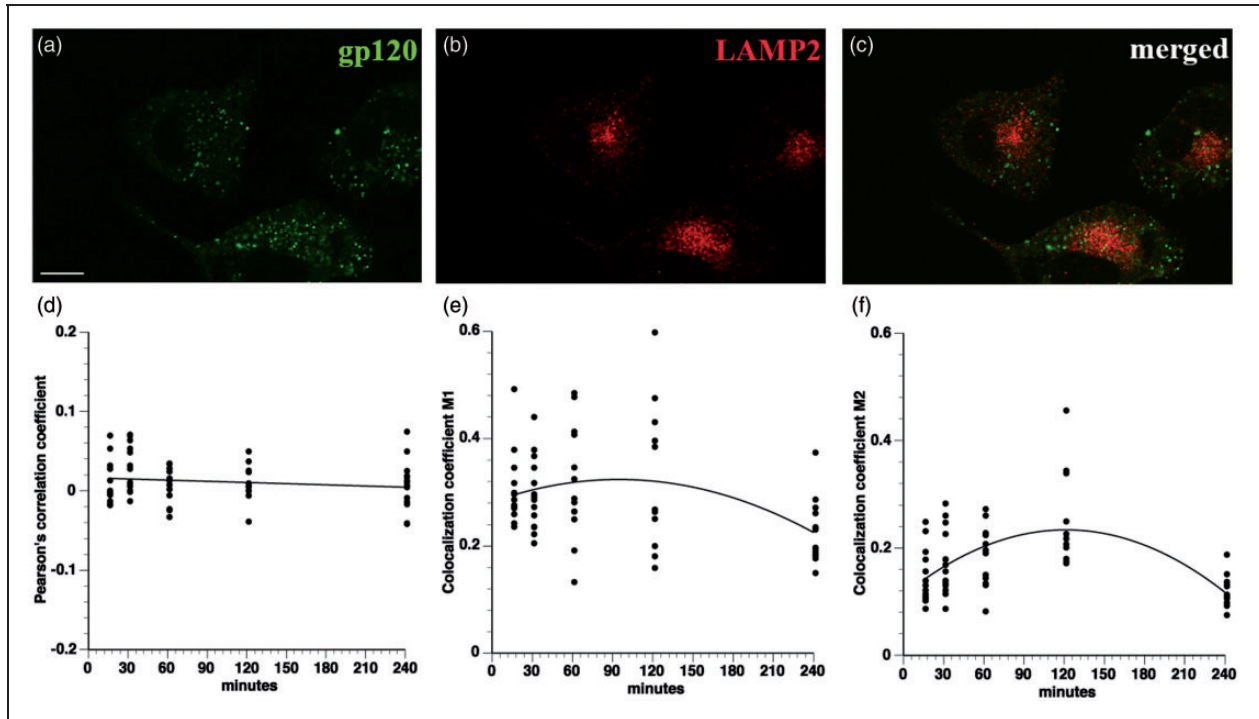 (a) gp120
(b) LAMP2
(c) merged
(d)
0.2
0.1
0
-0.1
-0.2
Pearson's correlation coefficient
0 30 60 90 120 150 180 210 240
minutes
(e)
0.6
0.4
0.2
0
Colocalization coefficient M1
0 30 60 90 120 150 180 210 240
minutes
(f)
0.6
0.4
0.2
0
Colocalization coefficient M2
0 30 60 90 120 150 180 210 240
minutes